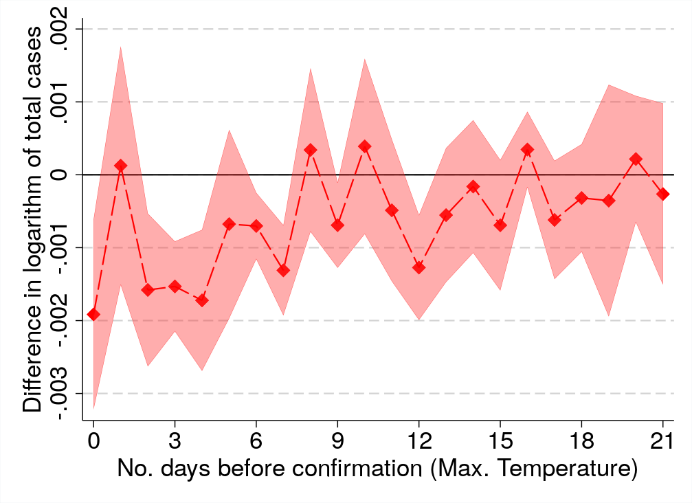 Difference in logarithm of total cases
.002
.001
0
-.001
-.002
-.003
0 3 6 9 12 15 18 21
No. days before confirmation (Max. Temperature)